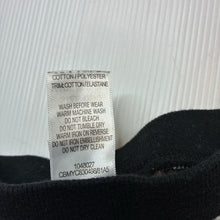 COTTON / POLYESTER
TRIM:COTTON/ELASTANE
WASH BEFORE WEAR
WARM MACHINE WASH
DO NOT BLEACH
DO NOT TUMBLE DRY
WARM IRON ON REVERSE
DO NOT IRON EMBELLISHMENT
DO NOT DRY CLEAN
1048027